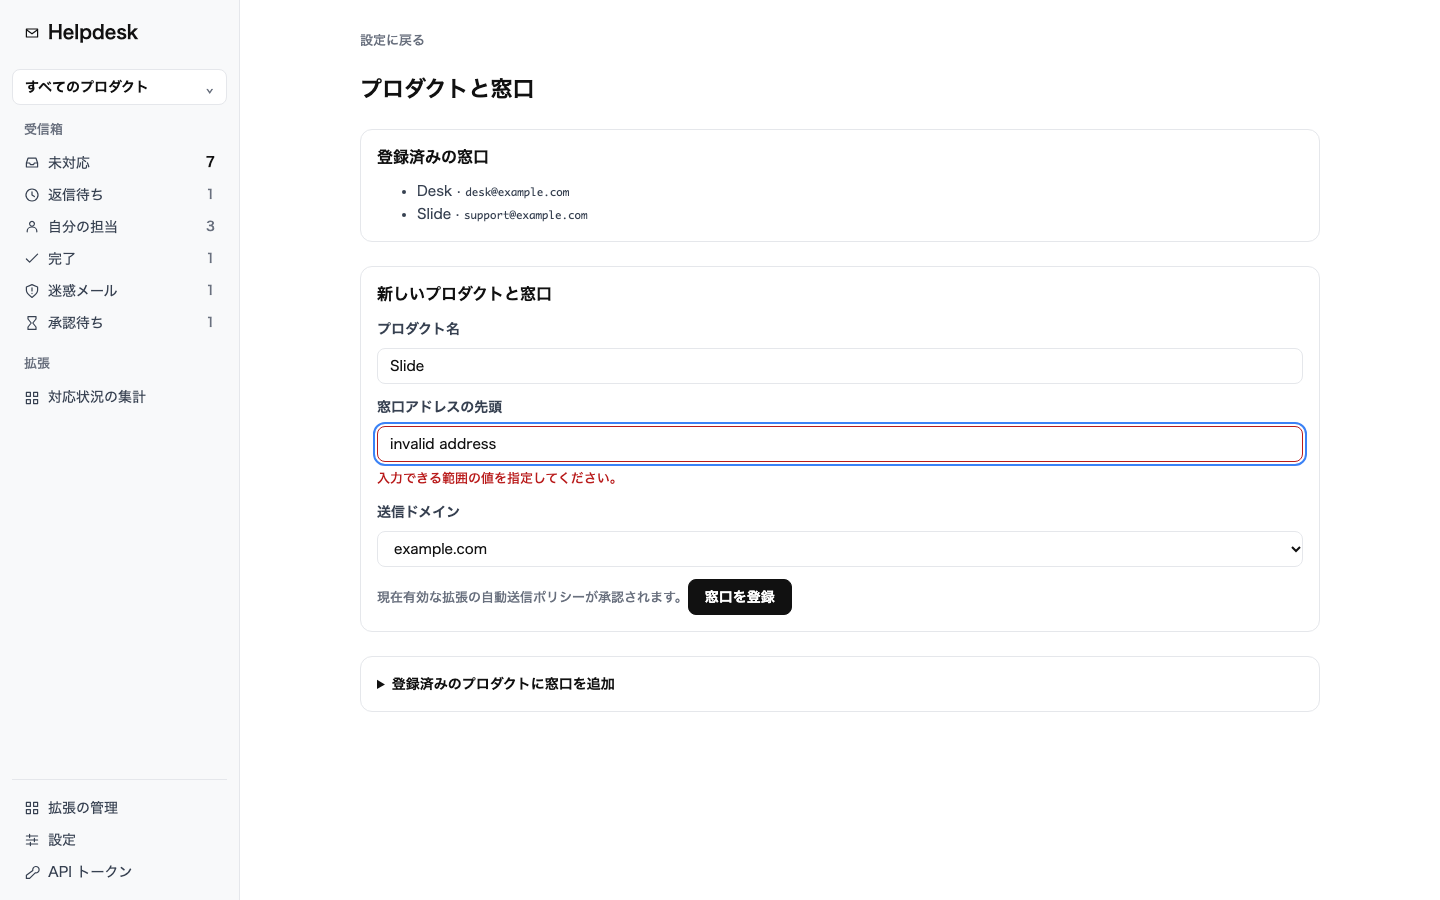 Helpdesk
すべてのプロダクト
受信箱
未対応 7
返信待ち 1
自分の担当 3
完了 1
迷惑メール 1
承認待ち 1
拡張
対応状況の集計
拡張の管理
設定
API トークン
設定に戻る
プロダクトと窓口
登録済みの窓口
• Desk · desk@example.com
• Slide · support@example.com
新しいプロダクトと窓口
プロダクト名
Slide
窓口アドレスの先頭
invalid address
入力できる範囲の値を指定してください。
送信ドメイン
example.com
現在有効な拡張の自動送信ポリシーが承認されます。 窓口を登録
登録済みのプロダクトに窓口を追加